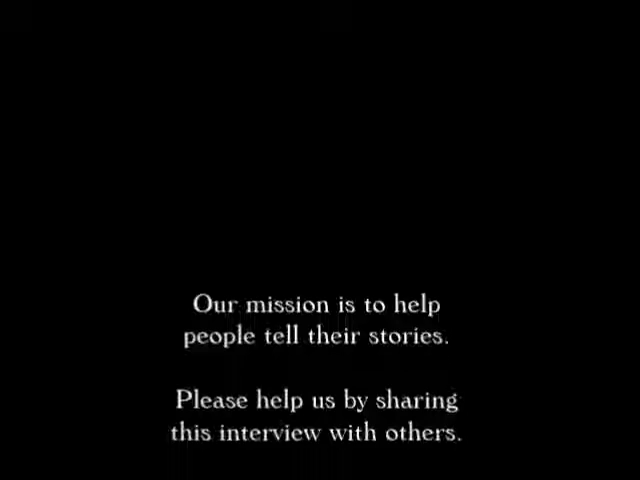 Our mission is to help
people tell their stories.
Please help us by sharing
this interview with others.